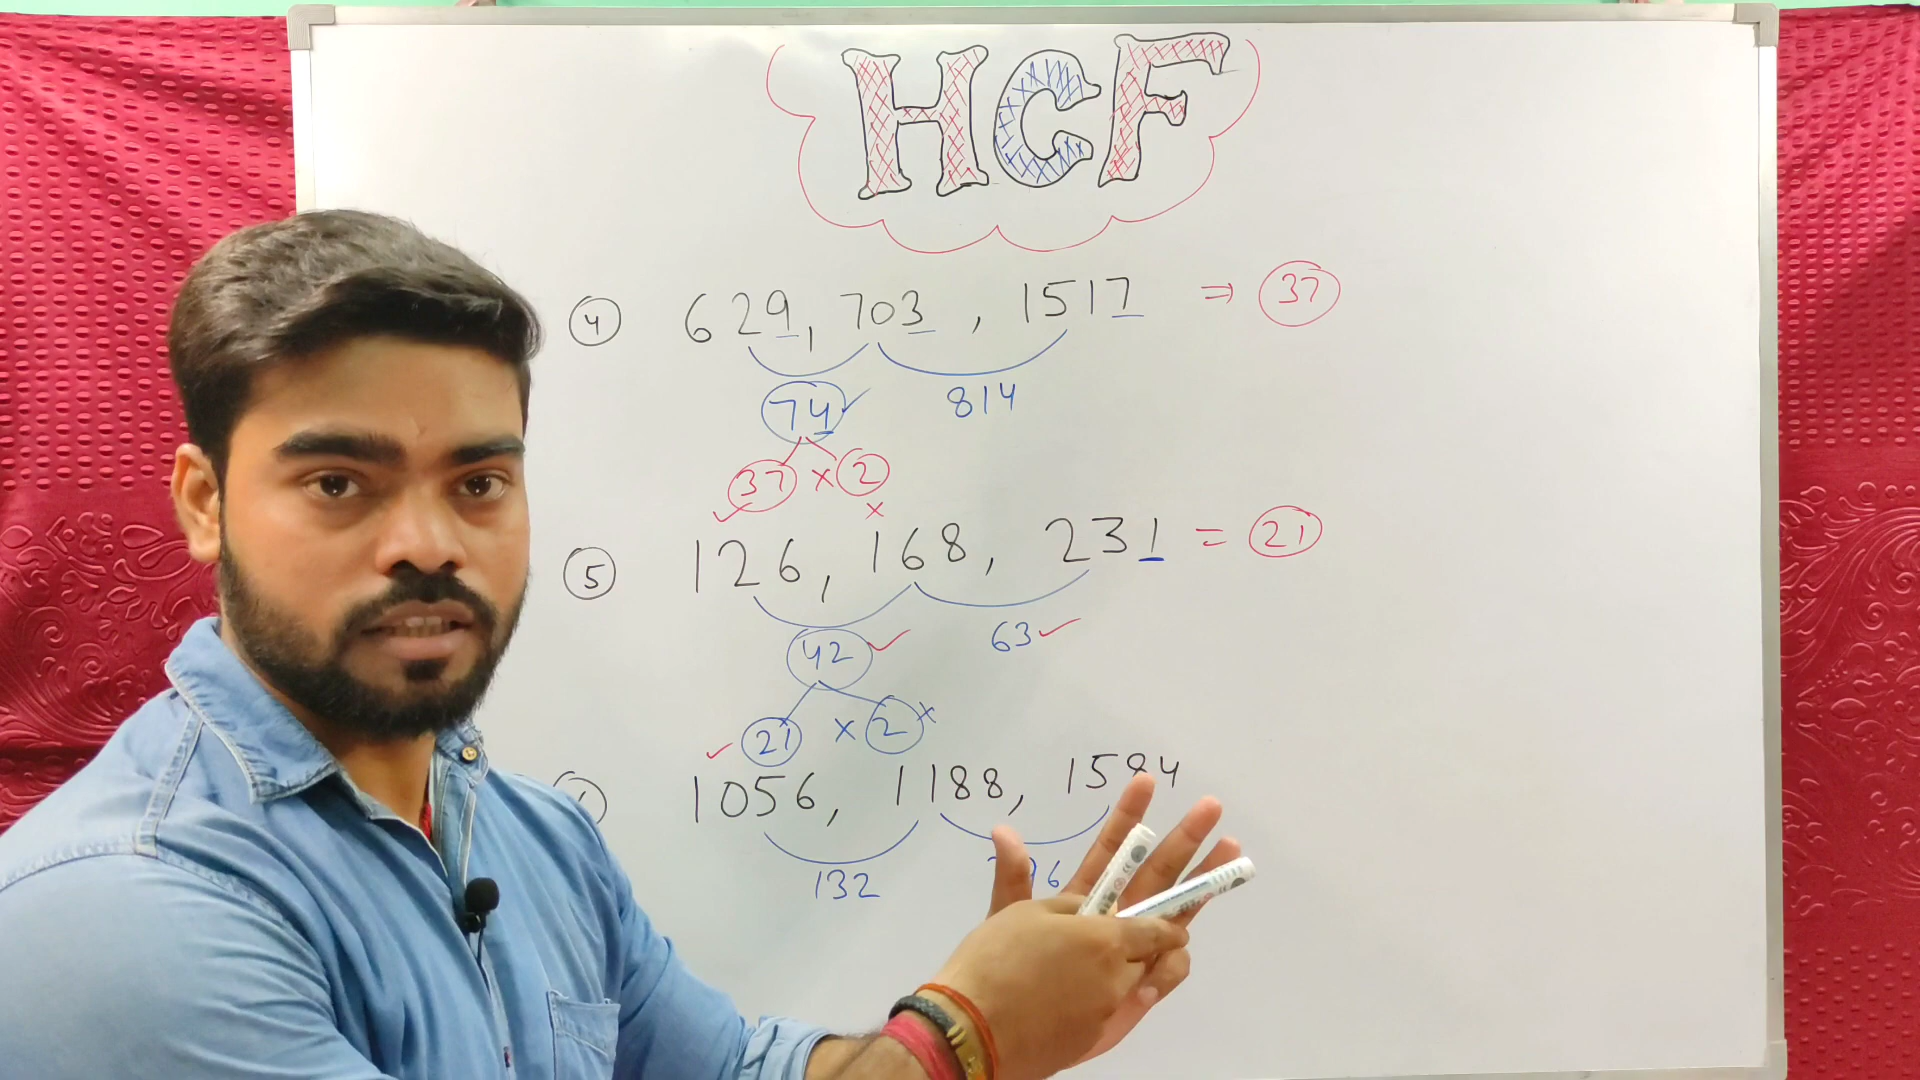 HCF
④ 629, 703, 1517 ⇒ 37
74 ✓ 814
✓ 37 × 2 ×
⑤ 126, 168, 231 = 21
42 ✓ 63 ✓
✓ 21 × 2 ×
1056, 1188, 1584
132